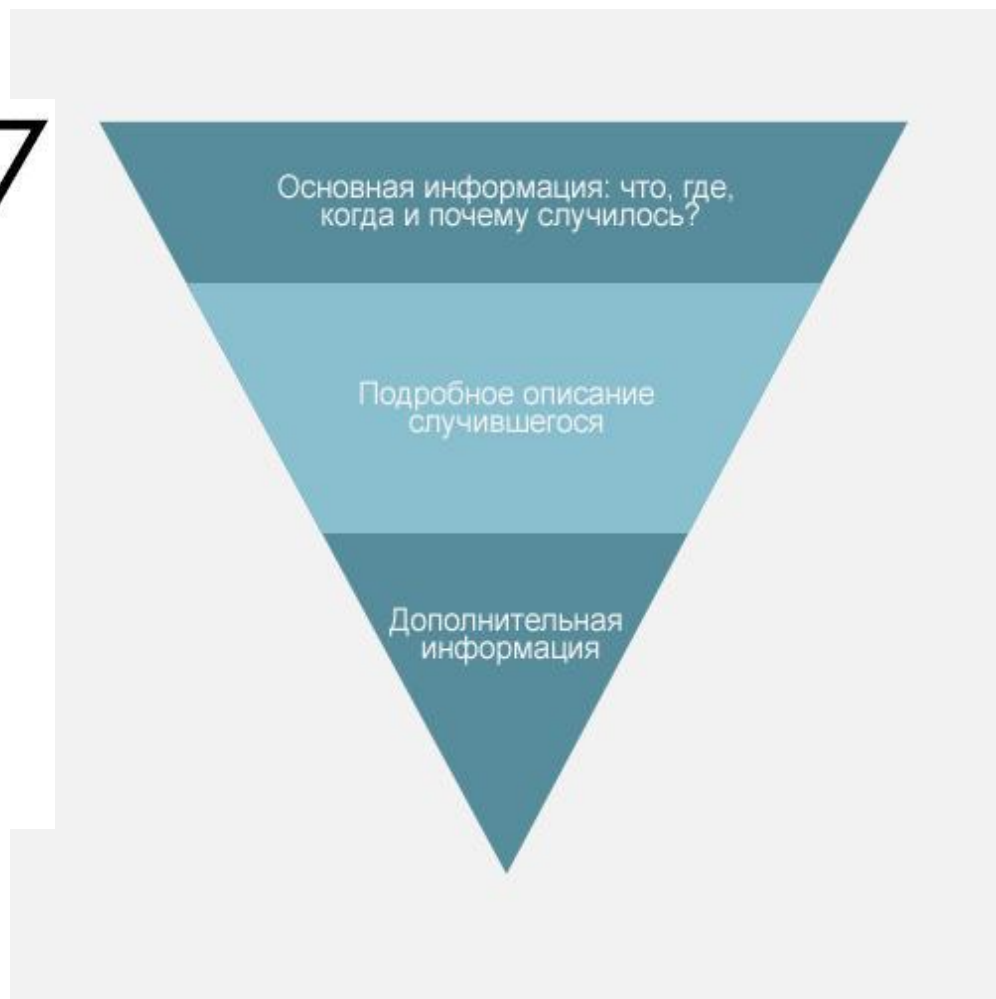 Основная информация: что, где,
когда и почему случилось?
Подробное описание
случившегося
Дополнительная
информация